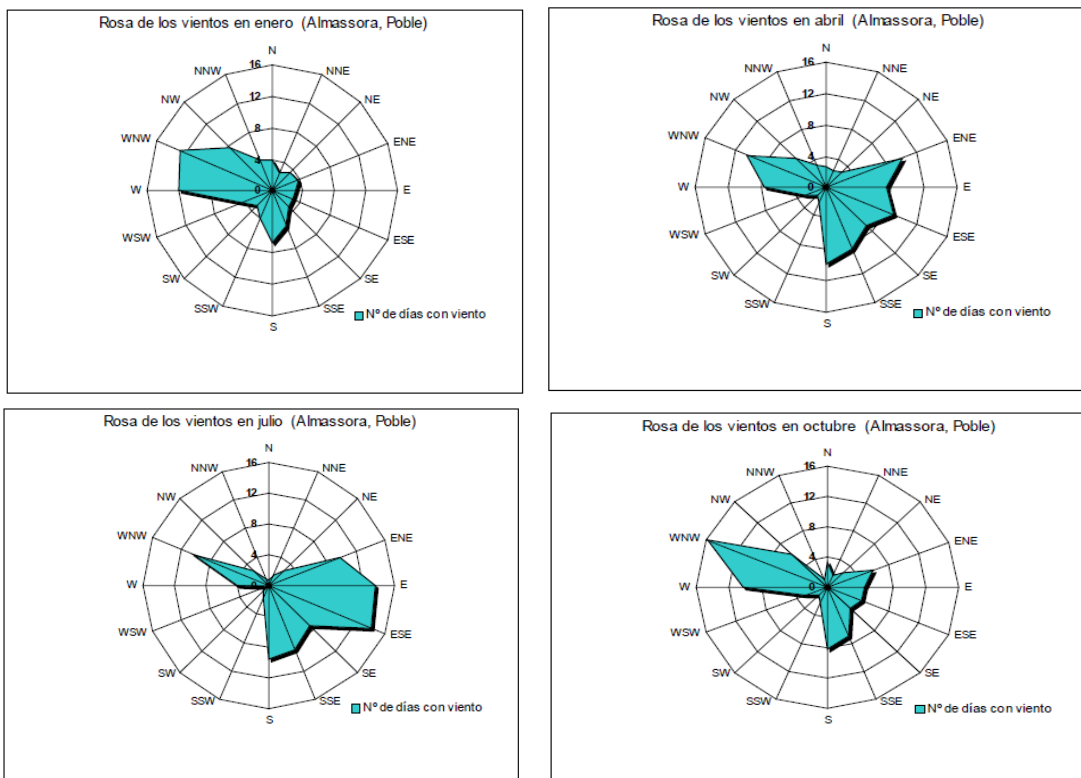 Rosa de los vientos en enero (Almassora, Poble)
N
NNW
16
NNE
NW
12
NE
WNW
8
ENE
4
W
0
E
WSW
ESE
SW
SE
SSW
SSE
S
Nº de días con viento
Rosa de los vientos en abril (Almassora, Poble)
N
NNW
16
NNE
NW
12
NE
WNW
8
ENE
4
W
0
E
WSW
ESE
SW
SE
SSW
SSE
S
Nº de días con viento
Rosa de los vientos en julio (Almassora, Poble)
N
NNW
16
NNE
NW
12
NE
WNW
8
ENE
4
W
0
E
WSW
ESE
SW
SE
SSW
SSE
S
Nº de días con viento
Rosa de los vientos en octubre (Almassora, Poble)
N
NNW
16
NNE
NW
12
NE
WNW
8
ENE
4
W
0
E
WSW
ESE
SW
SE
SSW
SSE
S
Nº de días con viento